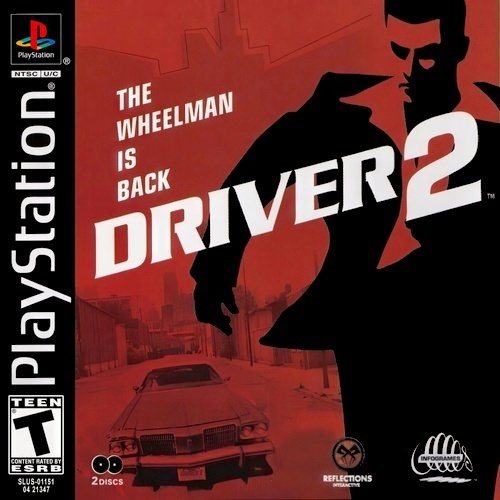 PlayStation
NTSC U/C
PlayStation
THE
WHEELMAN
IS
BACK
DRIVER 2
TM
TEEN
T
CONTENT RATED BY
ESRB
SLUS-01151
04 21347
2 DISCS
REFLECTIONS
INTERACTIVE
INFOGRAMES